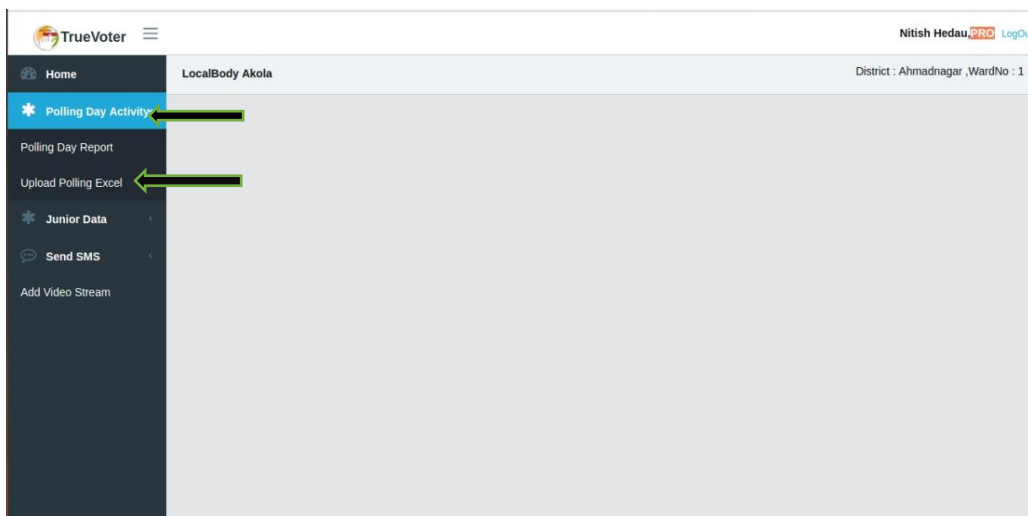 TrueVoter
Nitish Hedau,PRO LogOu
Home
LocalBody Akola
District : Ahmadnagar ,WardNo : 1
Polling Day Activity
Polling Day Report
Upload Polling Excel
Junior Data
Send SMS
Add Video Stream